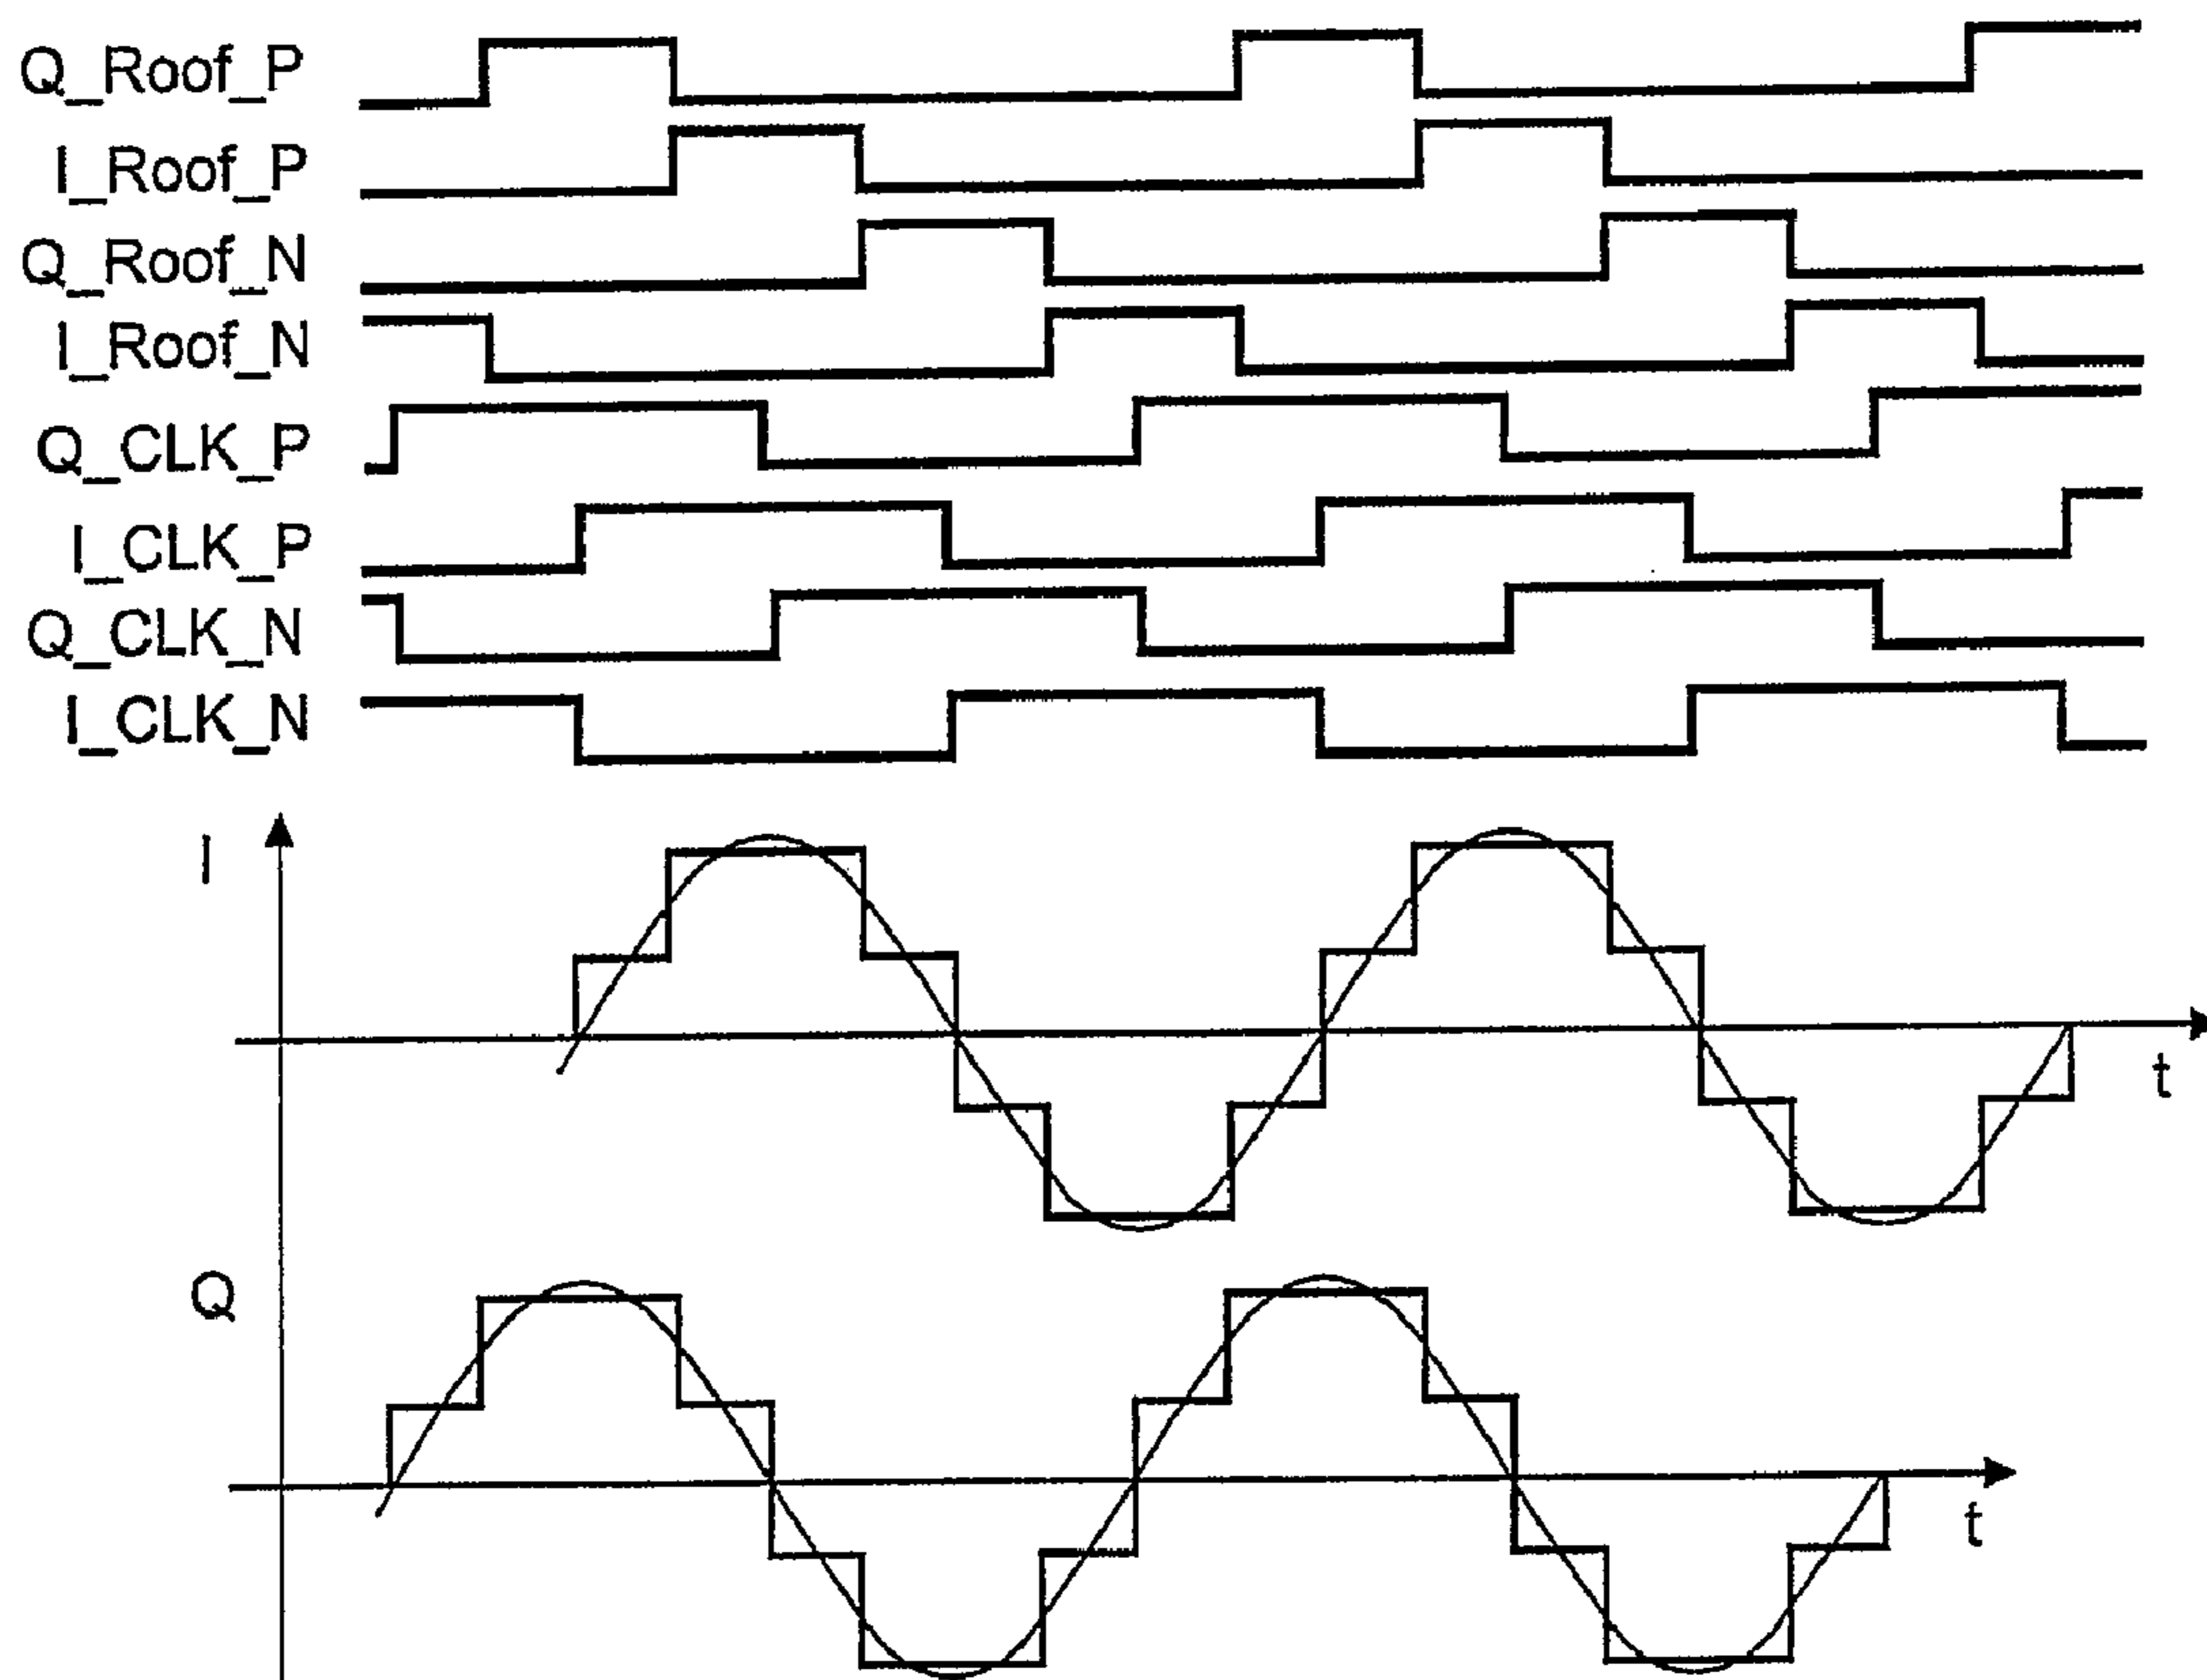 Q_Roof_P
I_Roof_P
Q_Roof_N
I_Roof_N
Q_CLK_P
I_CLK_P
Q_CLK_N
I_CLK_N
I
t
Q
t